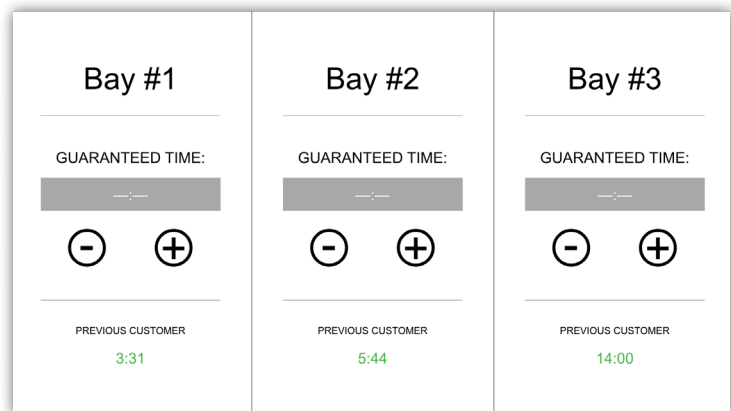 Bay #1
GUARANTEED TIME:
—:—
-
+
PREVIOUS CUSTOMER
3:31
Bay #2
GUARANTEED TIME:
—:—
-
+
PREVIOUS CUSTOMER
5:44
Bay #3
GUARANTEED TIME:
—:—
-
+
PREVIOUS CUSTOMER
14:00